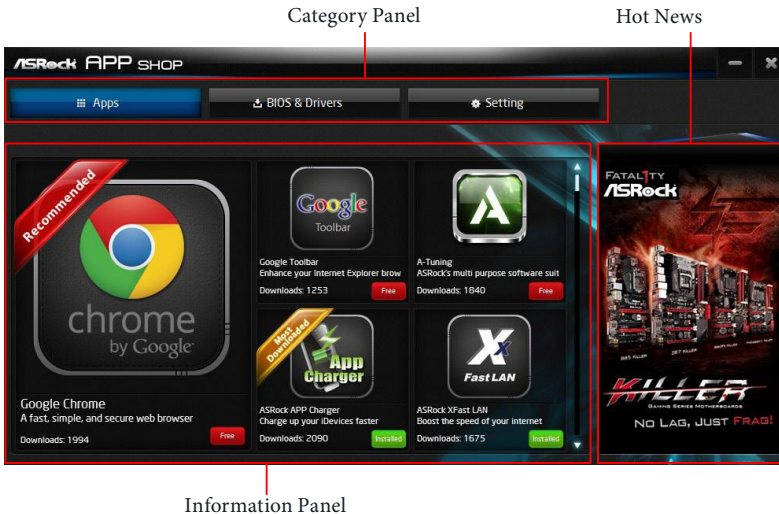 Category Panel
Hot News
ASRock APP SHOP
Apps
BIOS & Drivers
Setting
Recommended
chrome
by Google
Google Chrome
A fast, simple, and secure web browser
Downloads: 1994
Free
Google
Toolbar
Google Toolbar
Enhance your Internet Explorer brow
Downloads: 1253
Free
A-Tuning
ASRock's multi purpose software suit
Downloads: 1840
Free
Most
Downloaded
App
Charger
ASRock APP Charger
Charge up your iDevices faster
Downloads: 2090
Installed
Fast LAN
ASRock XFast LAN
Boost the speed of your internet
Downloads: 1675
Installed
FATAL1TY
ASRock
B85 KILLER
Z87 KILLER
KILLER
GAMING SERIES MOTHERBOARDS
NO LAG, JUST FRAG!
Information Panel